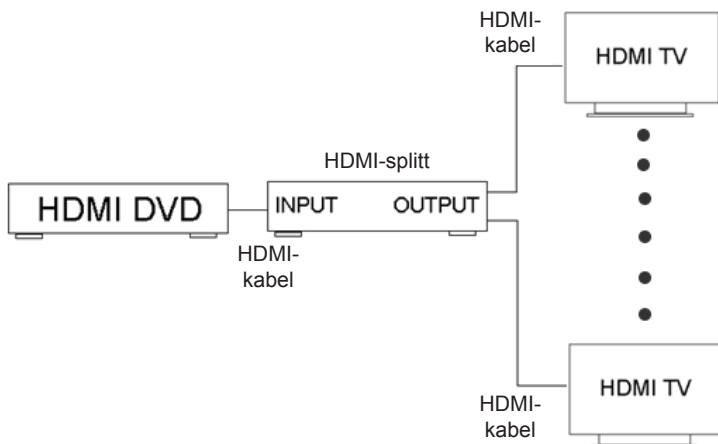 HDMI-
kabel
HDMI TV
HDMI-splitt
HDMI DVD
INPUT OUTPUT
HDMI-
kabel
HDMI TV
HDMI-
kabel